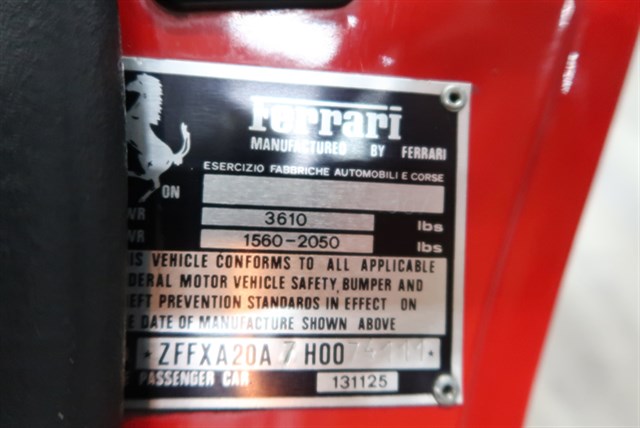 Ferrari
MANUFACTURED BY FERRARI
ESERCIZIO FABBRICHE AUTOMOBILI E CORSE
ON
WR 3610 lbs
WR 1560-2050 lbs
IS VEHICLE CONFORMS TO ALL APPLICABLE
DERAL MOTOR VEHICLE SAFETY, BUMPER AND
EFT PREVENTION STANDARDS IN EFFECT ON
E DATE OF MANUFACTURE SHOWN ABOVE
*ZFFXA20A7H00
PASSENGER CAR 131125